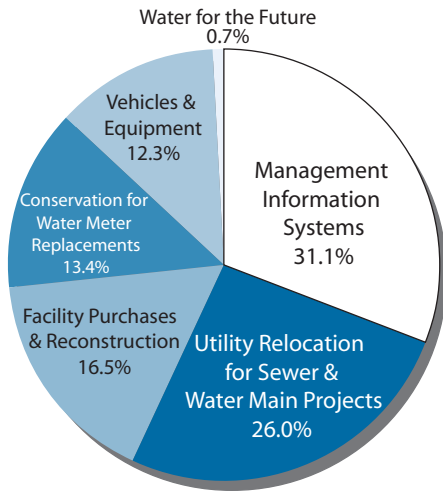 Water for the Future
0.7%
Vehicles &
Equipment
12.3%
Management
Information
Systems
31.1%
Conservation for
Water Meter
Replacements
13.4%
Facility Purchases
& Reconstruction
16.5%
Utility Relocation
for Sewer &
Water Main Projects
26.0%